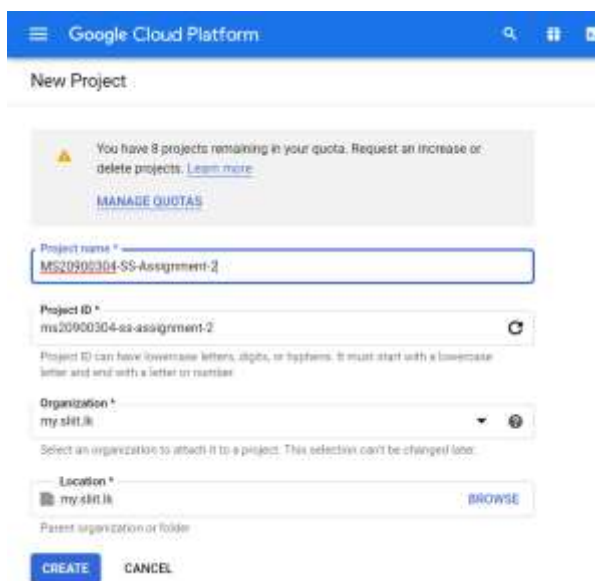 Google Cloud Platform
New Project
You have 8 projects remaining in your quota. Request an increase or
delete projects. Learn more
MANAGE QUOTAS
Project name *
MS20900304-SS-Assignment-2
Project ID *
ms20900304-ss-assignment-2
Project ID can have lowercase letters, digits, or hyphens. It must start with a lowercase
letter and end with a letter or number.
Organization *
my.sliit.lk
Select an organization to attach it to a project. This selection can't be changed later.
Location *
my.sliit.lk
BROWSE
Parent organization or folder
CREATE
CANCEL